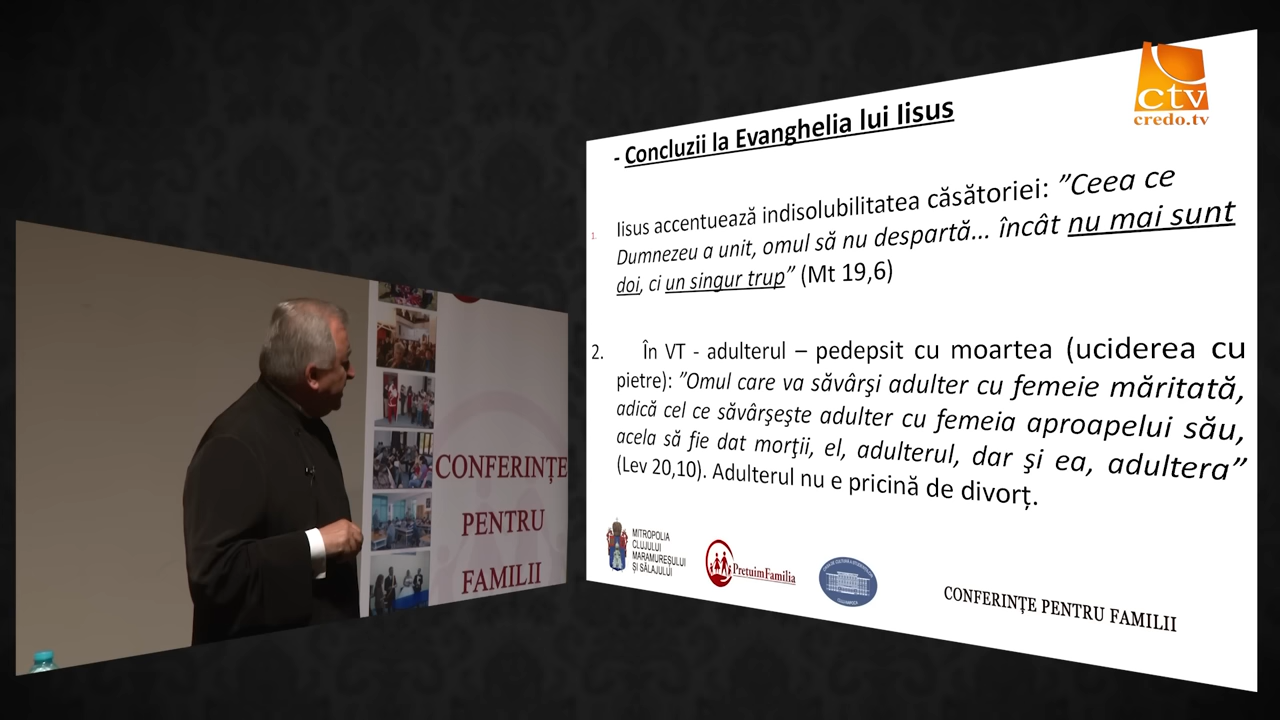 ctv
credo.tv
- Concluzii la Evanghelia lui Iisus
1. Iisus accentuează indisolubilitatea căsătoriei: ”Ceea ce
Dumnezeu a unit, omul să nu despartă... încât nu mai sunt
doi, ci un singur trup” (Mt 19,6)
2. În VT - adulterul – pedepsit cu moartea (uciderea cu
pietre): ”Omul care va săvârşi adulter cu femeie măritată,
adică cel ce săvârşeşte adulter cu femeia aproapelui său,
acela să fie dat morţii, el, adulterul, dar şi ea, adultera”
(Lev 20,10). Adulterul nu e pricină de divorţ.
MITROPOLIA
CLUJULUI
MARAMUREŞULUI
ŞI SĂLAJULUI
PretuimFamilia
CONFERINŢE PENTRU FAMILII
CONFERINŢE
PENTRU
FAMILII